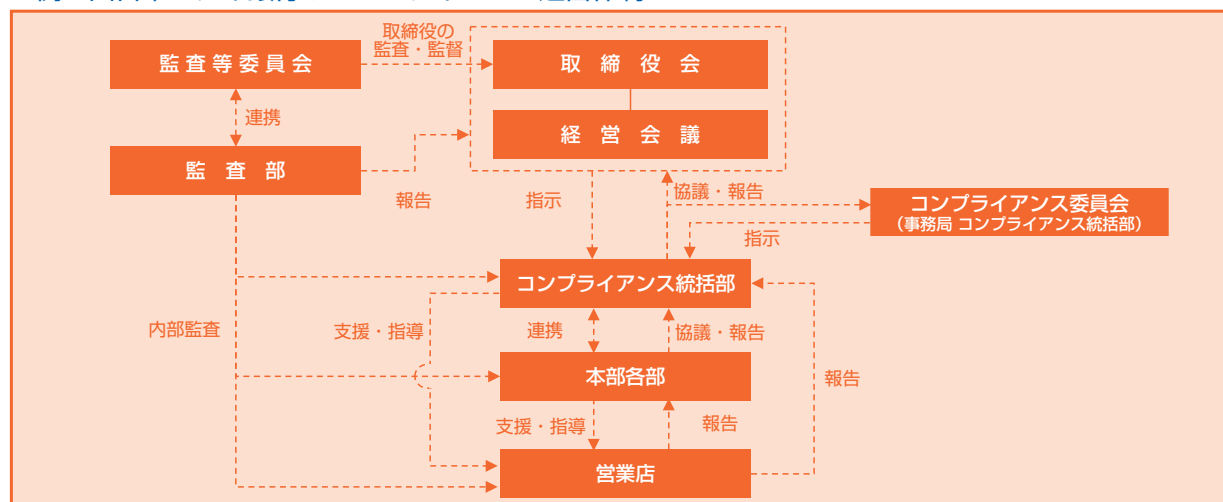 取締役の
監査・監督
監査等委員会
取締役会
連携
経営会議
監査部
報告
指示
協議・報告
コンプライアンス委員会
（事務局 コンプライアンス統括部）
指示
コンプライアンス統括部
内部監査
支援・指導
連携
協議・報告
本部各部
報告
支援・指導
報告
営業店